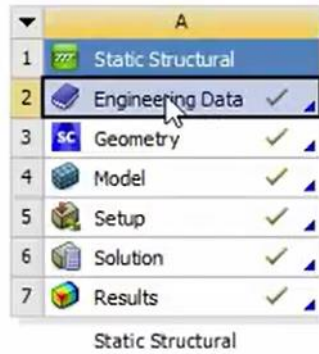 A
1 Static Structural
2 Engineering Data
3 SC Geometry
4 Model
5 Setup
6 Solution
7 Results
Static Structural